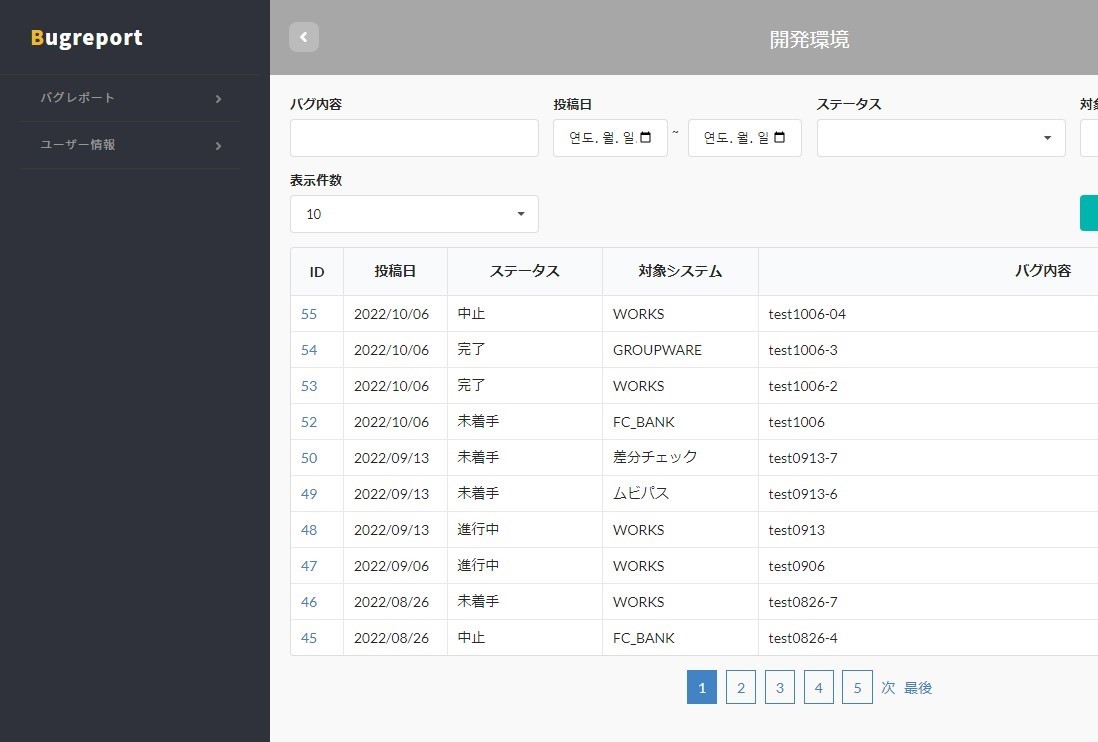 Bugreport
バグレポート
ユーザー情報
開発環境
バグ内容 投稿日 ステータス
연도. 월. 일. ~ 연도. 월. 일
表示件数
10
ID 投稿日 ステータス 対象システム バグ内容
55 2022/10/06 中止 WORKS test1006-04
54 2022/10/06 完了 GROUPWARE test1006-3
53 2022/10/06 完了 WORKS test1006-2
52 2022/10/06 未着手 FC_BANK test1006
50 2022/09/13 未着手 差分チェック test0913-7
49 2022/09/13 未着手 ムビパス test0913-6
48 2022/09/13 進行中 WORKS test0913
47 2022/09/06 進行中 WORKS test0906
46 2022/08/26 未着手 WORKS test0826-7
45 2022/08/26 中止 FC_BANK test0826-4
1 2 3 4 5 次 最後